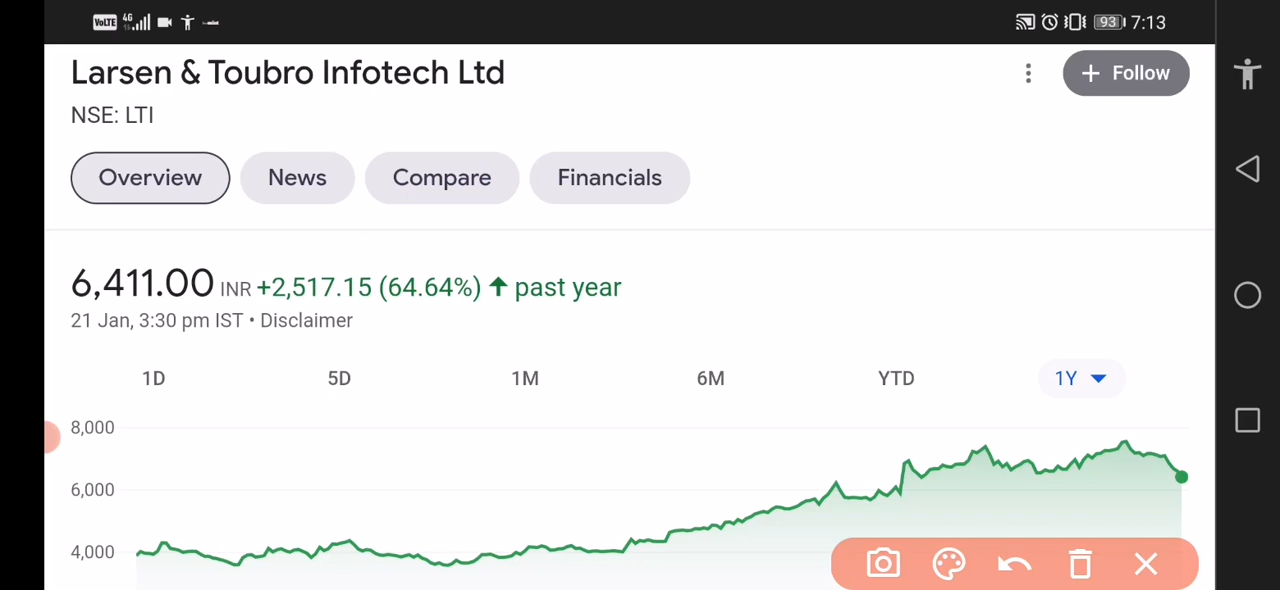 VoLTE 4G 93 7:13
Larsen & Toubro Infotech Ltd
+ Follow
NSE: LTI
Overview News Compare Financials
6,411.00 INR +2,517.15 (64.64%) ↑ past year
21 Jan, 3:30 pm IST • Disclaimer
1D 5D 1M 6M YTD 1Y
8,000
6,000
4,000